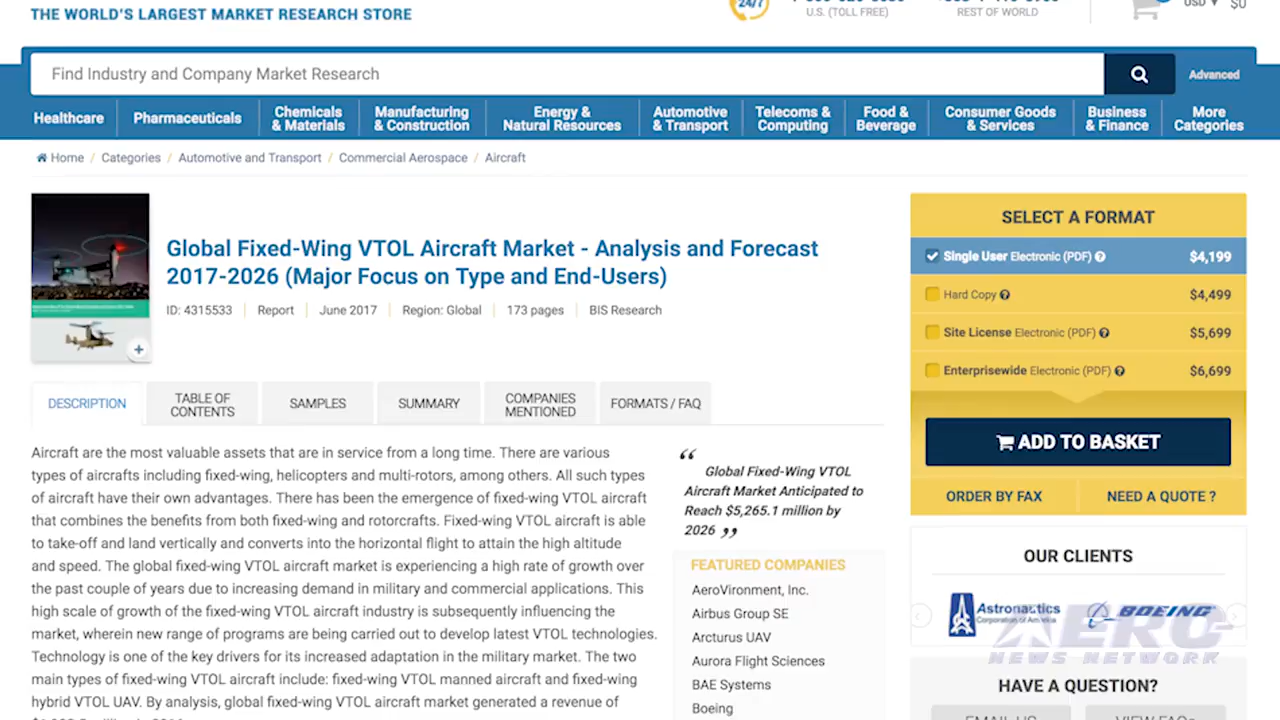 THE WORLD'S LARGEST MARKET RESEARCH STORE
24/7
U.S. (TOLL FREE)
REST OF WORLD
USD ▼ $0
Find Industry and Company Market Research
Advanced
Healthcare
Pharmaceuticals
Chemicals
& Materials
Manufacturing
& Construction
Energy &
Natural Resources
Automotive
& Transport
Telecoms &
Computing
Food &
Beverage
Consumer Goods
& Services
Business
& Finance
More
Categories
Home / Categories / Automotive and Transport / Commercial Aerospace / Aircraft
Global Fixed-Wing VTOL Aircraft Market - Analysis and Forecast
2017-2026 (Major Focus on Type and End-Users)
ID: 4315533 | Report | June 2017 | Region: Global | 173 pages | BIS Research
DESCRIPTION
TABLE OF
CONTENTS
SAMPLES
SUMMARY
COMPANIES
MENTIONED
FORMATS / FAQ
Aircraft are the most valuable assets that are in service from a long time. There are various
types of aircrafts including fixed-wing, helicopters and multi-rotors, among others. All such types
of aircraft have their own advantages. There has been the emergence of fixed-wing VTOL aircraft
that combines the benefits from both fixed-wing and rotorcrafts. Fixed-wing VTOL aircraft is able
to take-off and land vertically and converts into the horizontal flight to attain the high altitude
and speed. The global fixed-wing VTOL aircraft market is experiencing a high rate of growth over
the past couple of years due to increasing demand in military and commercial applications. This
high scale of growth of the fixed-wing VTOL aircraft industry is subsequently influencing the
market, wherein new range of programs are being carried out to develop latest VTOL technologies.
Technology is one of the key drivers for its increased adaptation in the military market. The two
main types of fixed-wing VTOL aircraft include: fixed-wing VTOL manned aircraft and fixed-wing
hybrid VTOL UAV. By analysis, global fixed-wing VTOL aircraft market generated a revenue of
“ Global Fixed-Wing VTOL
Aircraft Market Anticipated to
Reach $5,265.1 million by
2026 ”
FEATURED COMPANIES
AeroVironment, Inc.
Airbus Group SE
Arcturus UAV
Aurora Flight Sciences
BAE Systems
Boeing
SELECT A FORMAT
Single User Electronic (PDF) $4,199
Hard Copy $4,499
Site License Electronic (PDF) $5,699
Enterprisewide Electronic (PDF) $6,699
ADD TO BASKET
ORDER BY FAX
NEED A QUOTE ?
OUR CLIENTS
Astronautics
Corporation of America
BOEING
AERO
NEWS NETWORK
HAVE A QUESTION?
EMAIL US
VIEW FAQs